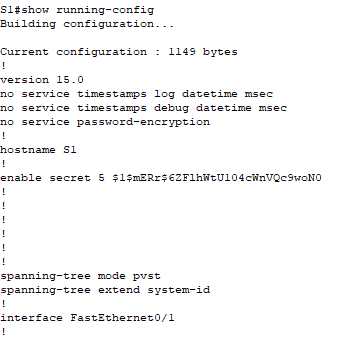 S1#show running-config
Building configuration...
Current configuration : 1149 bytes
!
version 15.0
no service timestamps log datetime msec
no service timestamps debug datetime msec
no service password-encryption
!
hostname S1
!
enable secret 5 $1$mERr$6ZFlhWtU104cWnVQc9woN0
!
!
!
!
!
!
spanning-tree mode pvst
spanning-tree extend system-id
!
interface FastEthernet0/1
!